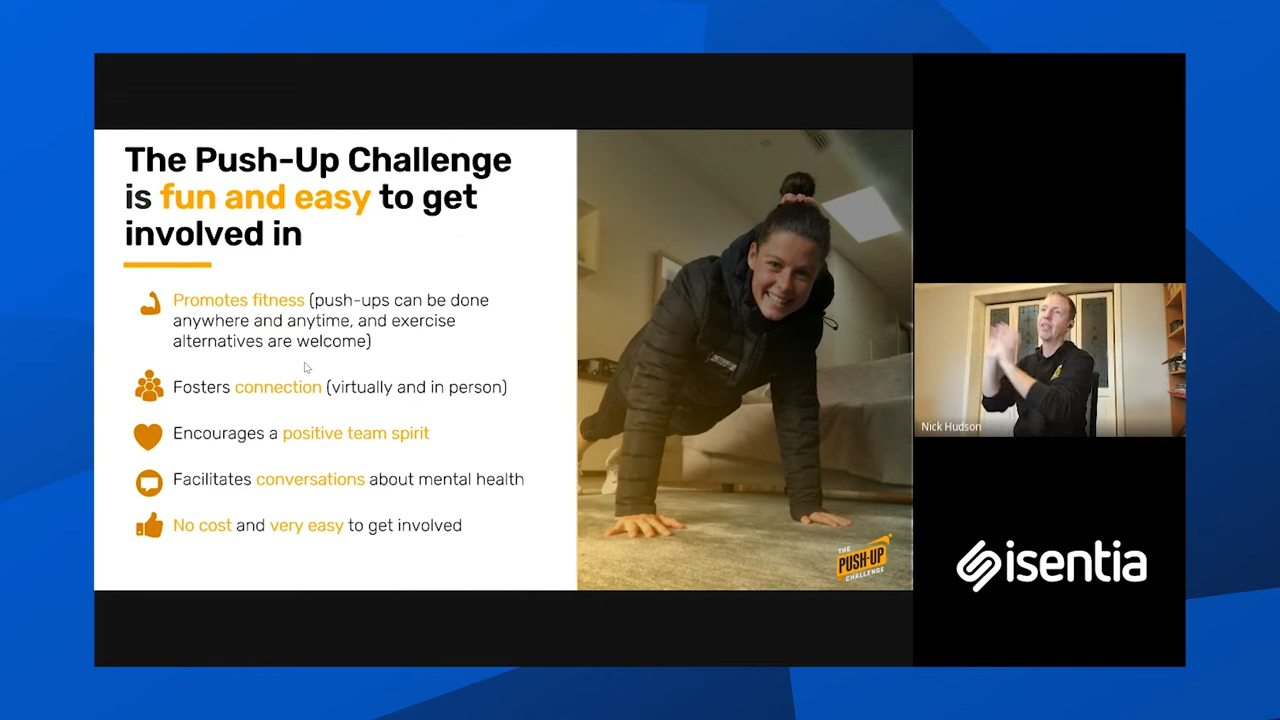 The Push-Up Challenge
is fun and easy to get
involved in
Promotes fitness (push-ups can be done
anywhere and anytime, and exercise
alternatives are welcome)
Fosters connection (virtually and in person)
Encourages a positive team spirit
Facilitates conversations about mental health
No cost and very easy to get involved
THE
PUSH-UP
CHALLENGE
Nick Hudson
isentia